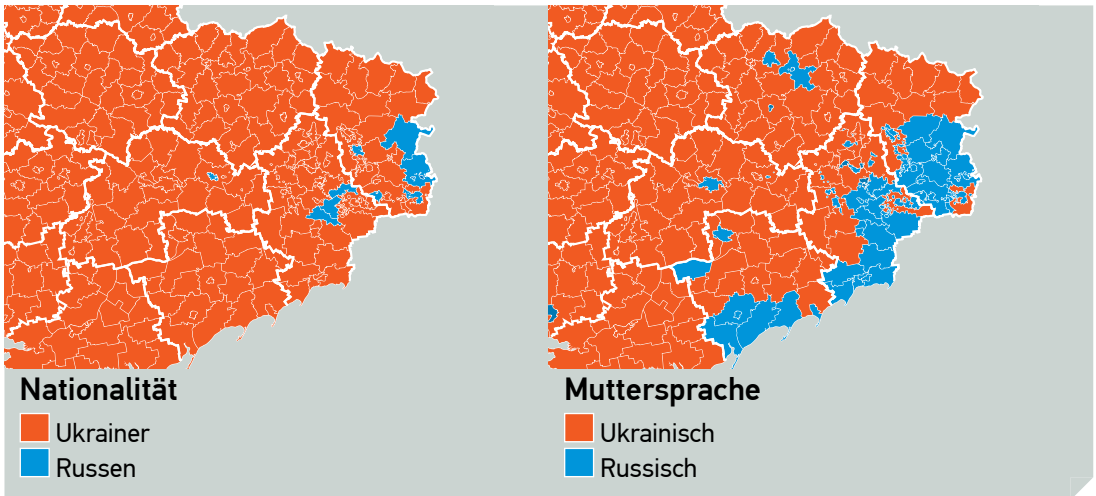 Nationalität
Ukrainer
Russen
Muttersprache
Ukrainisch
Russisch